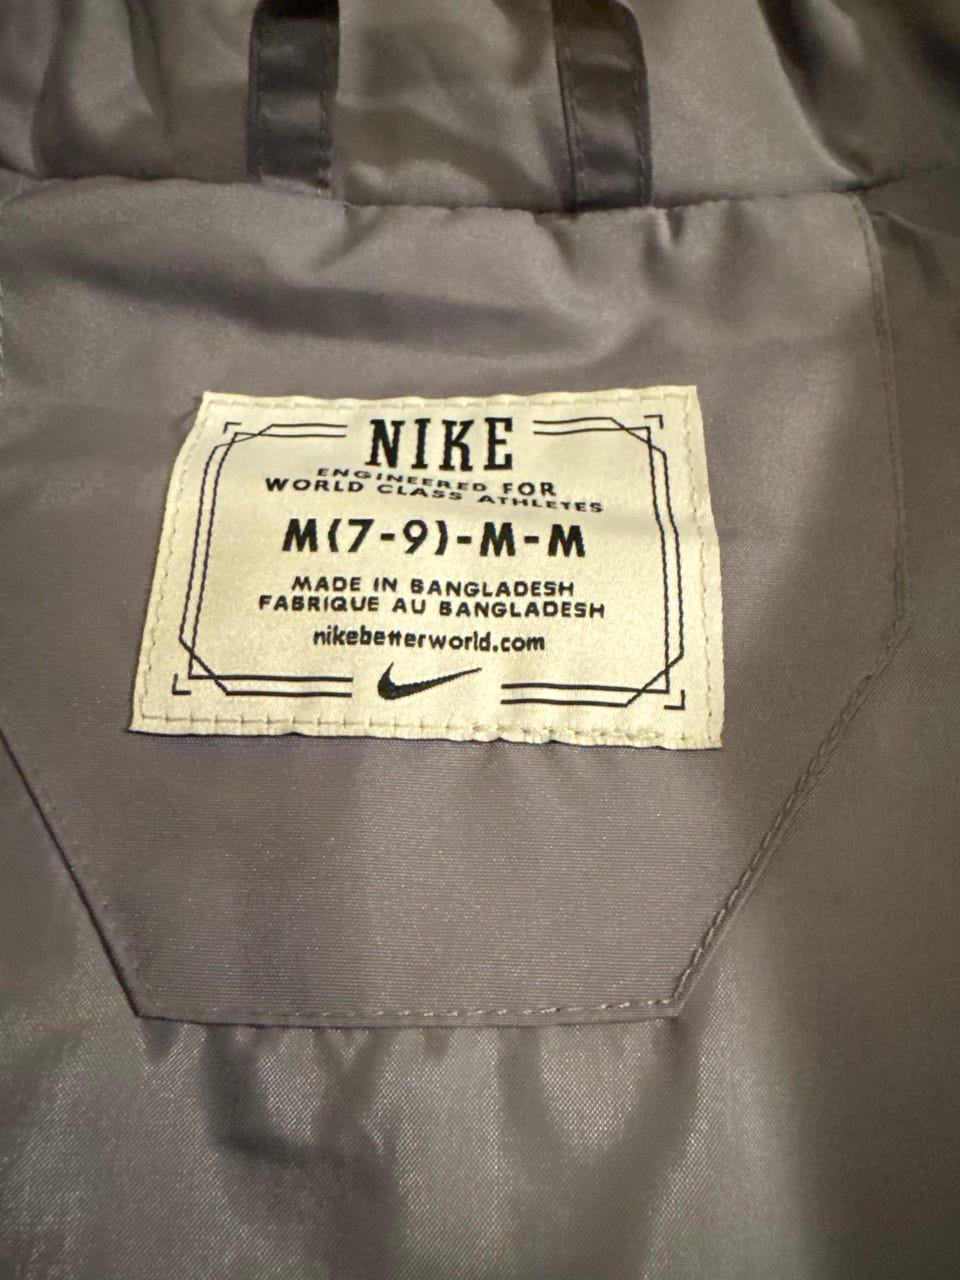 NIKE
ENGINEERED FOR
WORLD CLASS ATHLETES
M(7-9)-M-M
MADE IN BANGLADESH
FABRIQUE AU BANGLADESH
nikebetterworld.com